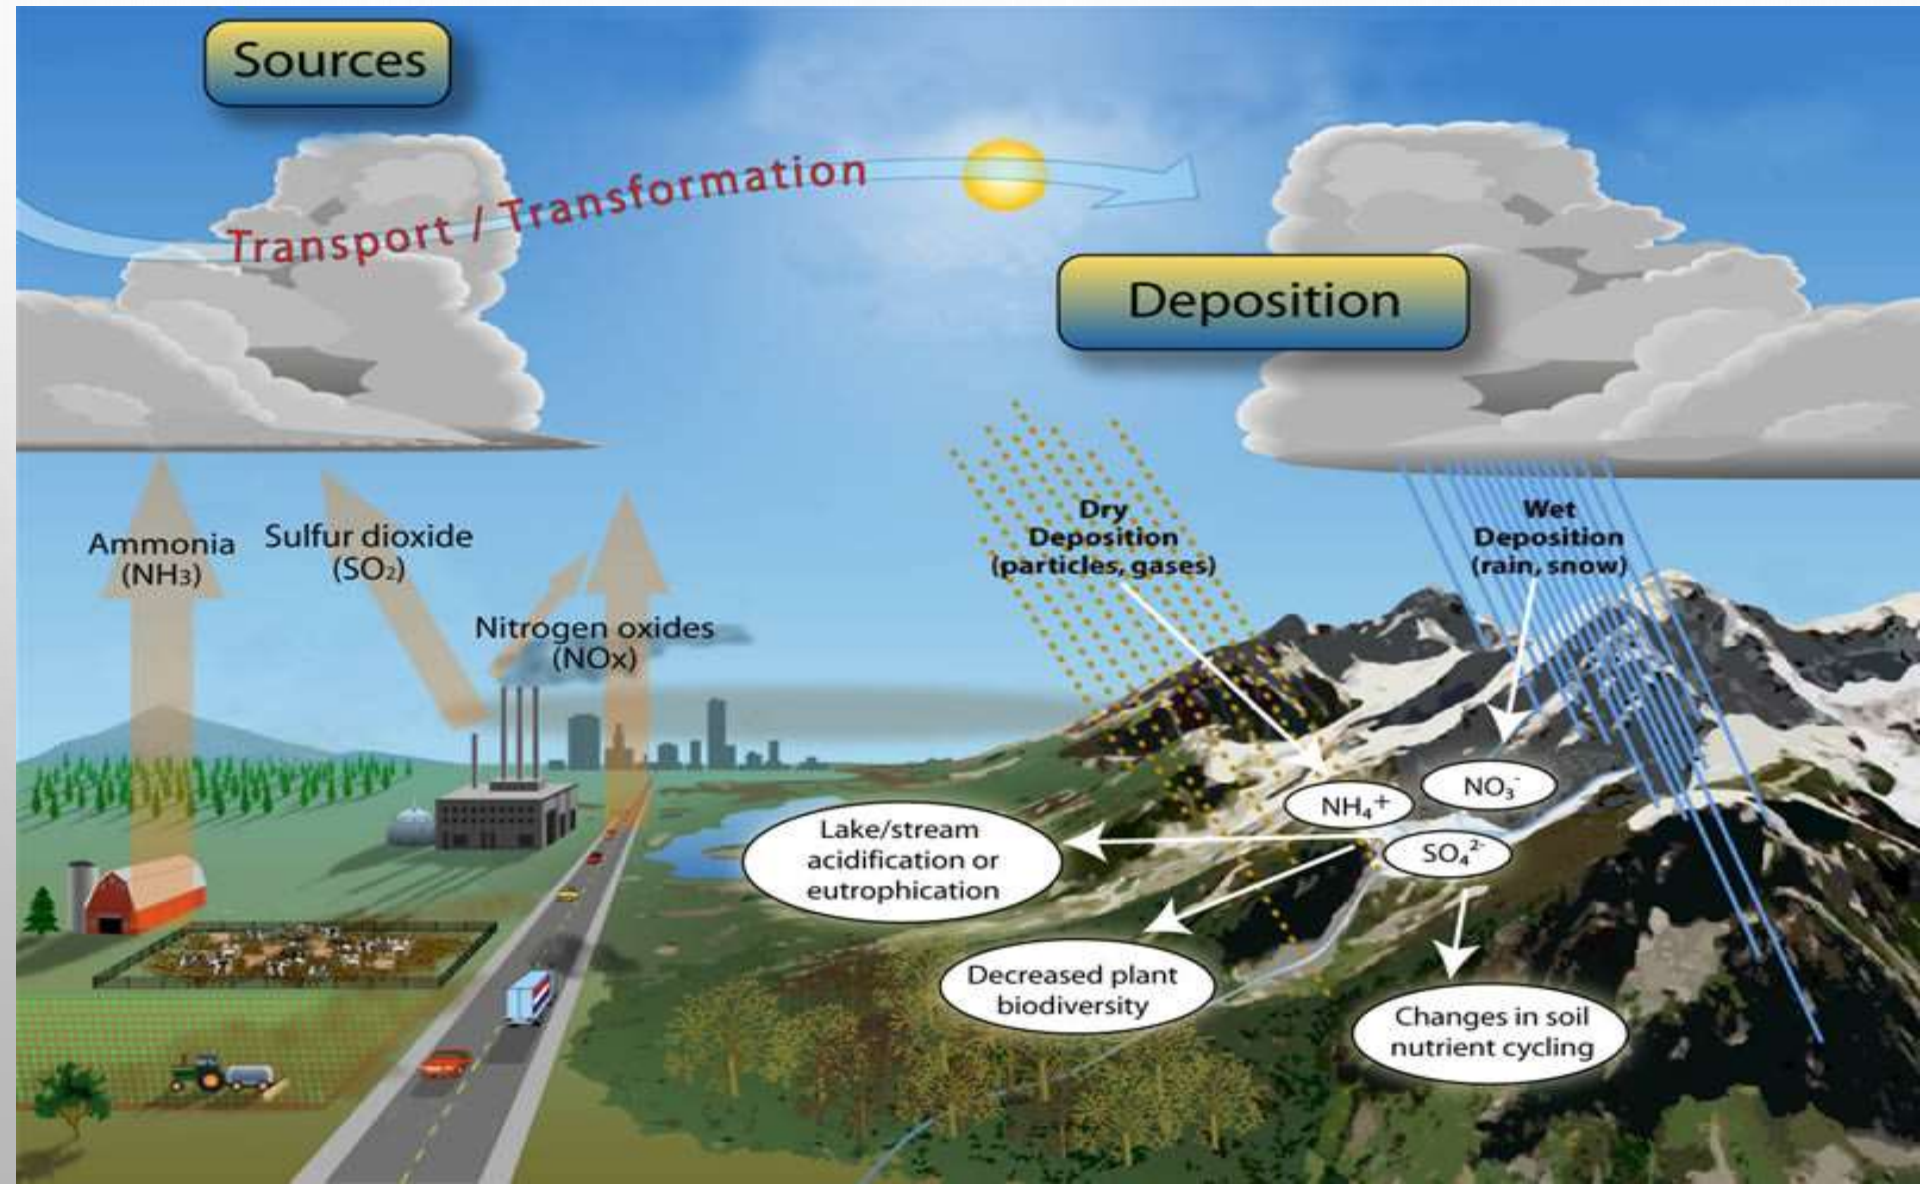 Sources
Transport / Transformation
Deposition
Ammonia
(NH₃)
Sulfur dioxide
(SO₂)
Nitrogen oxides
(NOx)
Dry
Deposition
(particles, gases)
Wet
Deposition
(rain, snow)
NH₄⁺
NO₃⁻
SO₄²⁻
Lake/stream
acidification or
eutrophication
Decreased plant
biodiversity
Changes in soil
nutrient cycling